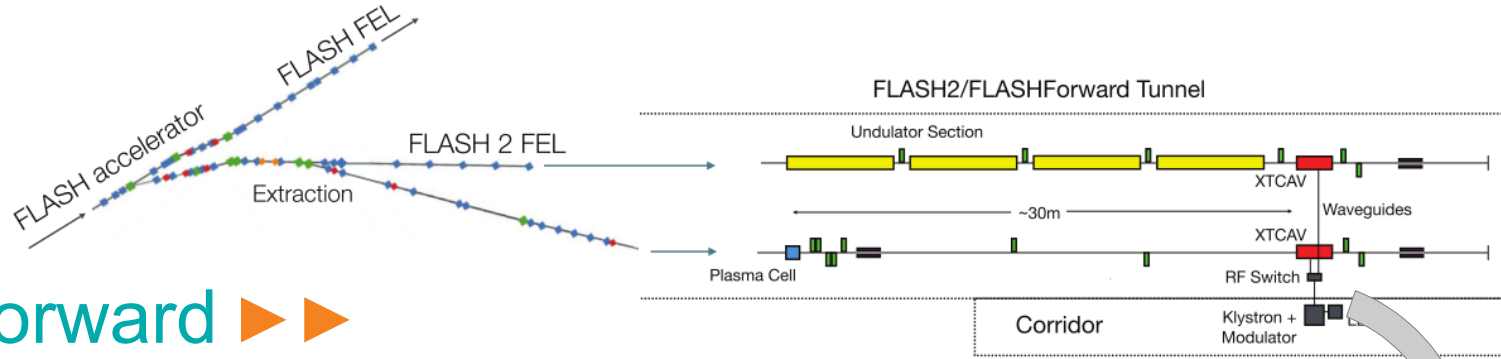 FLASH FEL
FLASH accelerator
FLASH 2 FEL
Extraction
FLASH2/FLASHForward Tunnel
Undulator Section
XTCAV
~30m
Waveguides
XTCAV
Plasma Cell
RF Switch
Corridor
Klystron +
Modulator
orward